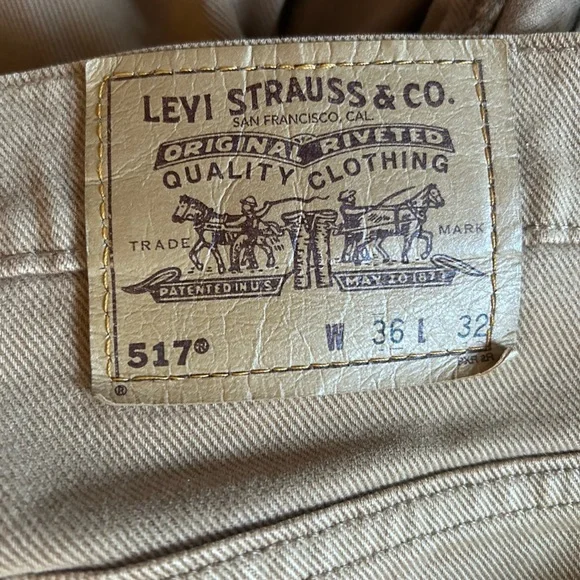 LEVI STRAUSS & CO.
SAN FRANCISCO, CAL.
ORIGINAL RIVETED
QUALITY CLOTHING
TRADE MARK
PATENTED IN U.S. MAY 20 1873
517® W 36 L 32
®